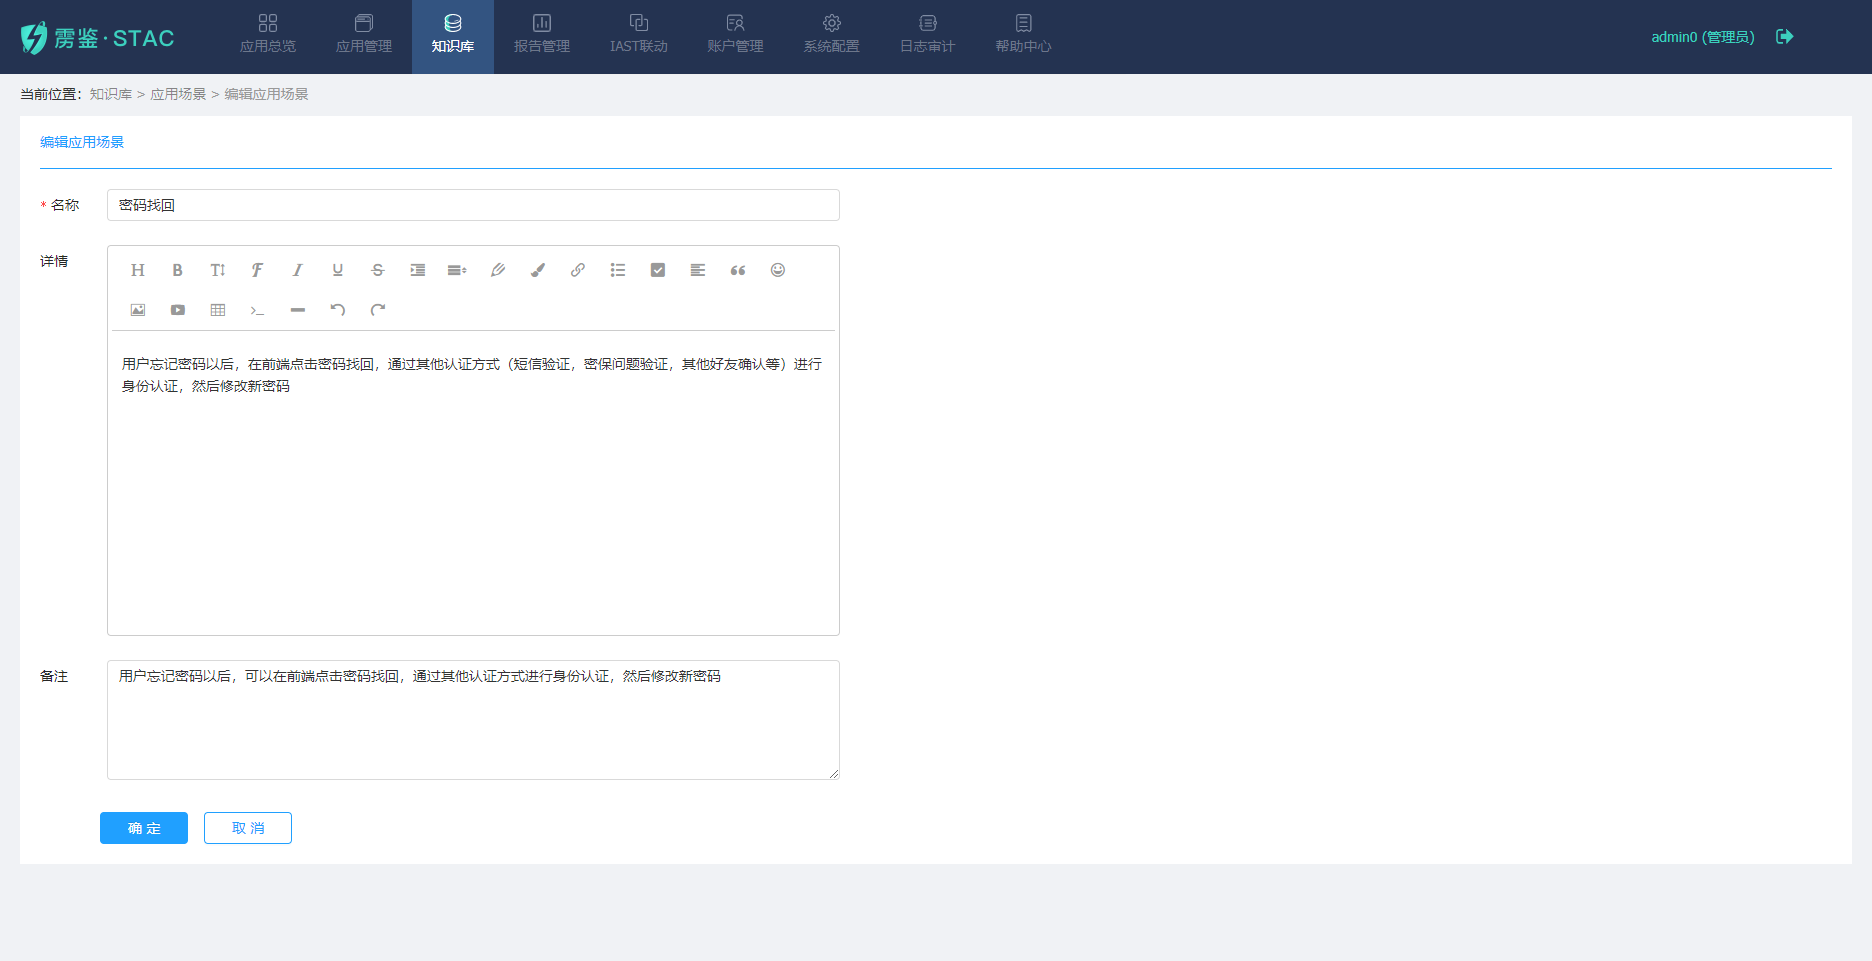 雳鉴·STAC
应用总览
应用管理
知识库
报告管理
IAST联动
账户管理
系统配置
日志审计
帮助中心
admin0 (管理员)
当前位置：知识库 > 应用场景 > 编辑应用场景
编辑应用场景
* 名称
密码找回
详情
用户忘记密码以后，在前端点击密码找回，通过其他认证方式（短信验证，密保问题验证，其他好友确认等）进行
身份认证，然后修改新密码
备注
用户忘记密码以后，可以在前端点击密码找回，通过其他认证方式进行身份认证，然后修改新密码
确 定
取 消